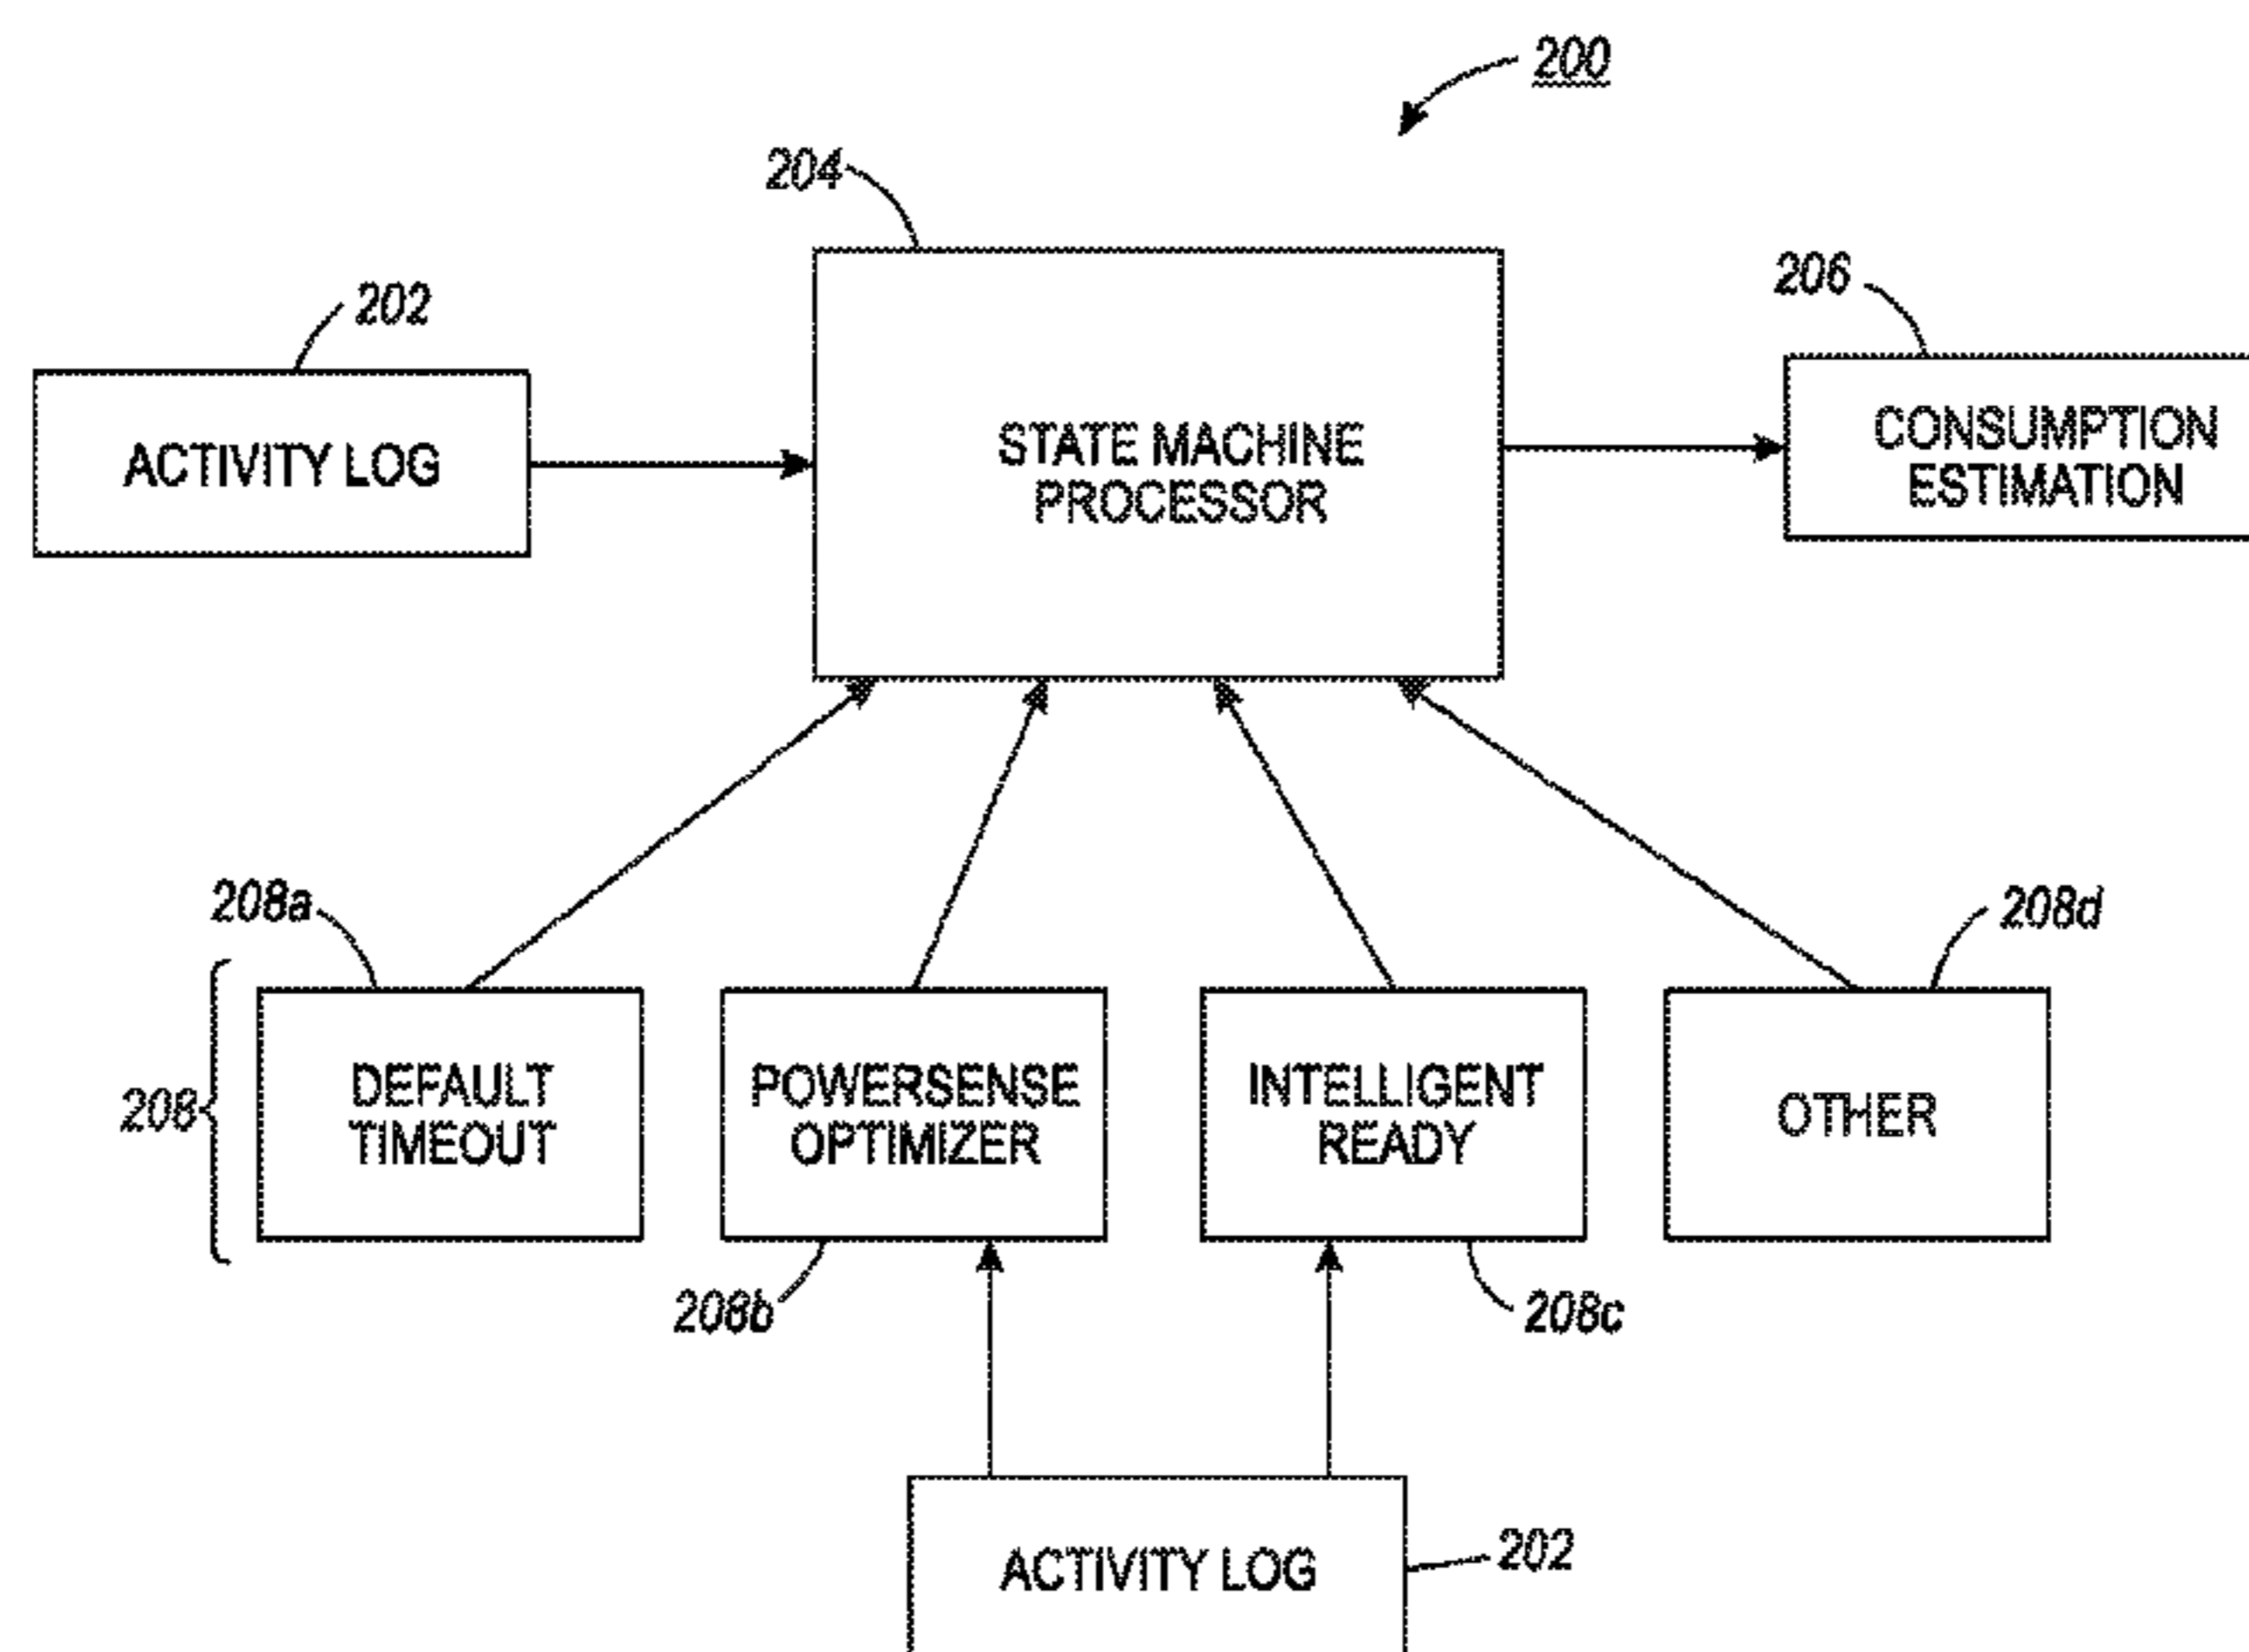 200
204
202
206
ACTIVITY LOG
STATE MACHINE
PROCESSOR
CONSUMPTION
ESTIMATION
208a
208d
208
DEFAULT
TIMEOUT
POWERSENSE
OPTIMIZER
INTELLIGENT
READY
OTHER
208b
208c
ACTIVITY LOG
202